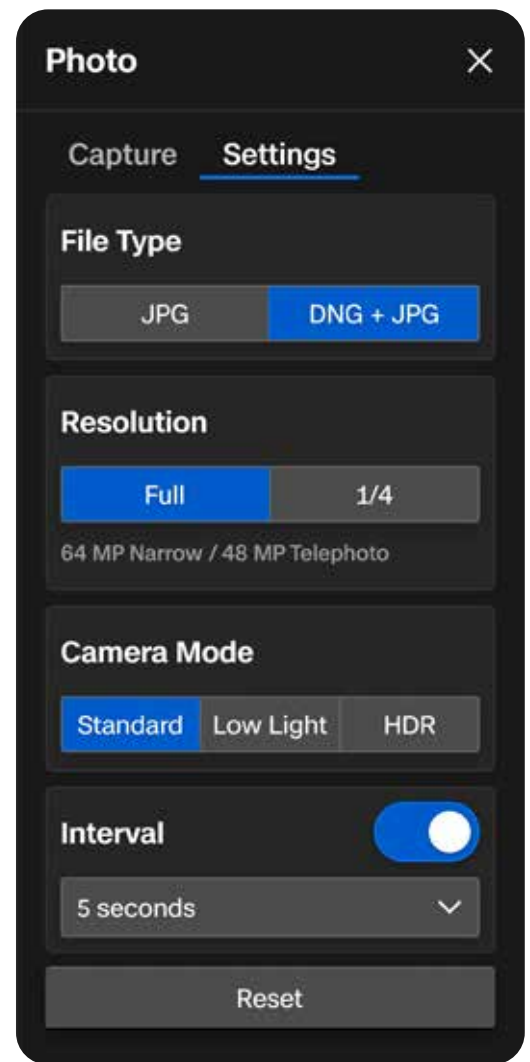 Photo
Capture Settings
File Type
JPG DNG + JPG
Resolution
Full 1/4
64 MP Narrow / 48 MP Telephoto
Camera Mode
Standard Low Light HDR
Interval
5 seconds
Reset